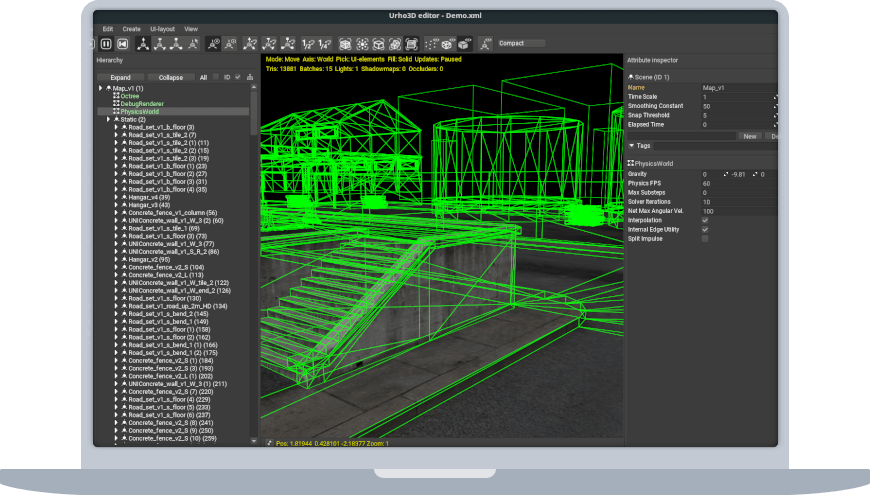 Urho3D editor - Demo.xml
Edit Create UI-layout View
1/2 1/4 Compact
Hierarchy
Expand Collapse All ID
Map_v1 (1)
Octree
DebugRenderer
PhysicsWorld
Static (2)
Road_set_v1_b_floor (3)
Road_set_v1_s_tile_2 (7)
Road_set_v1_s_tile_2 (1) (11)
Road_set_v1_s_tile_2 (2) (15)
Road_set_v1_s_tile_2 (3) (19)
Road_set_v1_b_floor (1) (23)
Road_set_v1_b_floor (2) (27)
Road_set_v1_b_floor (3) (31)
Road_set_v1_b_floor (4) (35)
Hangar_v4 (39)
Hangar_v3 (43)
Concrete_fence_v1_column (56)
UNIConcrete_wall_v1_W_3 (2) (60)
Road_set_v1_s_tile_1 (69)
Road_set_v1_s_floor (3) (73)
UNIConcrete_wall_v1_W_3 (77)
UNIConcrete_wall_v1_S_R_2 (86)
Hangar_v2 (95)
Concrete_fence_v2_S (104)
Concrete_fence_v2_L (113)
UNIConcrete_wall_v1_W_tile_2 (122)
UNIConcrete_wall_v1_W_end_2 (126)
Road_set_v1_s_floor (130)
Road_set_v1_road_up_2m_HD (134)
Road_set_v1_s_bend_2 (145)
Road_set_v1_s_bend_1 (149)
Road_set_v1_s_floor (1) (158)
Road_set_v1_s_floor (2) (162)
Road_set_v1_s_bend_1 (1) (166)
Road_set_v1_s_bend_1 (2) (175)
Concrete_fence_v2_S (1) (184)
Concrete_fence_v2_S (3) (193)
Concrete_fence_v2_L (1) (202)
UNIConcrete_wall_v1_W_3 (1) (211)
Concrete_fence_v2_S (7) (220)
Road_set_v1_s_floor (4) (229)
Road_set_v1_s_floor (5) (233)
Road_set_v1_s_floor (6) (237)
Concrete_fence_v2_S (8) (241)
Concrete_fence_v2_S (9) (250)
Concrete_fence_v2_S (10) (259)
Mode: Move Axis: World Pick: UI-elements Fill: Solid Updates: Paused
Tris: 13881 Batches: 15 Lights: 1 Shadowmaps: 0 Occluders: 0
Pos: 1.81944 0.428101 -2.18377 Zoom: 1
Attribute inspector
Scene (ID 1)
Name Map_v1
Time Scale 1
Smoothing Constant 50
Snap Threshold 5
Elapsed Time 0
New
Tags
PhysicsWorld
Gravity 0 -9.81 0
Physics FPS 60
Max Substeps 0
Solver Iterations 10
Net Max Angular Vel. 100
Interpolation
Internal Edge Utility
Split Impulse